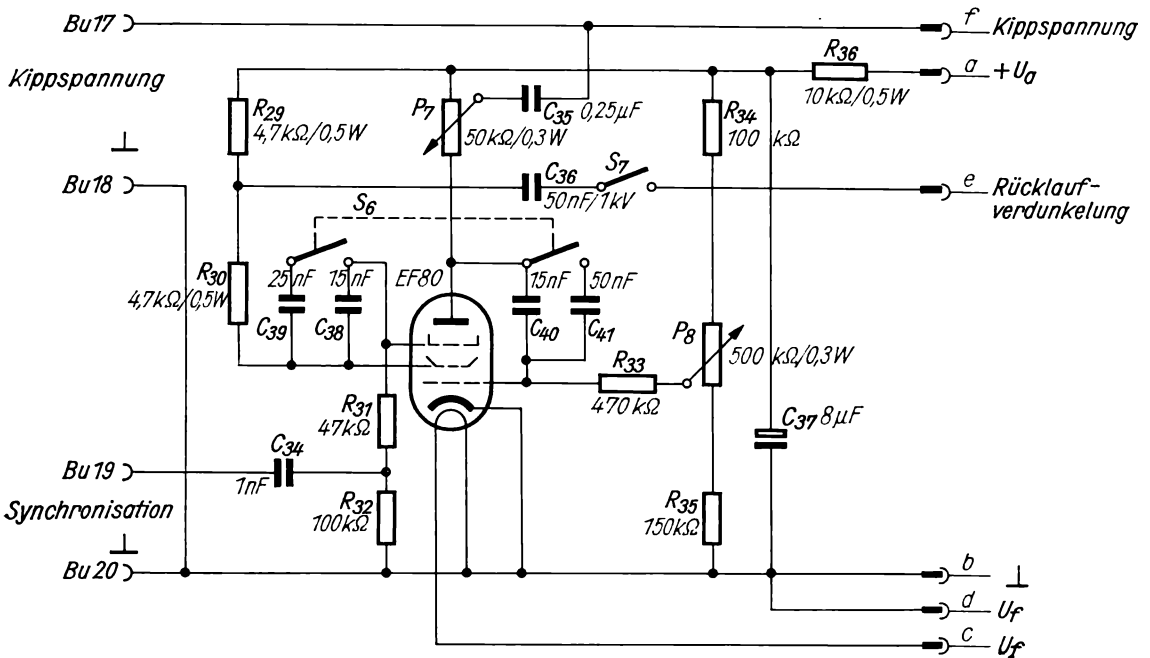 Bu17
f Kippspannung
Kippspannung
R36
10kΩ/0,5W
a +Ua
R29
4,7kΩ/0,5W
P7
50kΩ/0,3W
C35 0,25µF
R34
100 kΩ
Bu18
C36
50nF/1kV
S7
e Rücklauf-
verdunkelung
S6
R30
4,7kΩ/0,5W
25nF
15nF
EF80
15nF
50nF
C39
C38
C40
C41
P8
500 kΩ/0,3W
R33
470kΩ
R31
47kΩ
C37 8µF
C34
1nF
Bu19
R32
100kΩ
R35
150kΩ
Synchronisation
Bu20
b ⊥
d Uf
c Uf